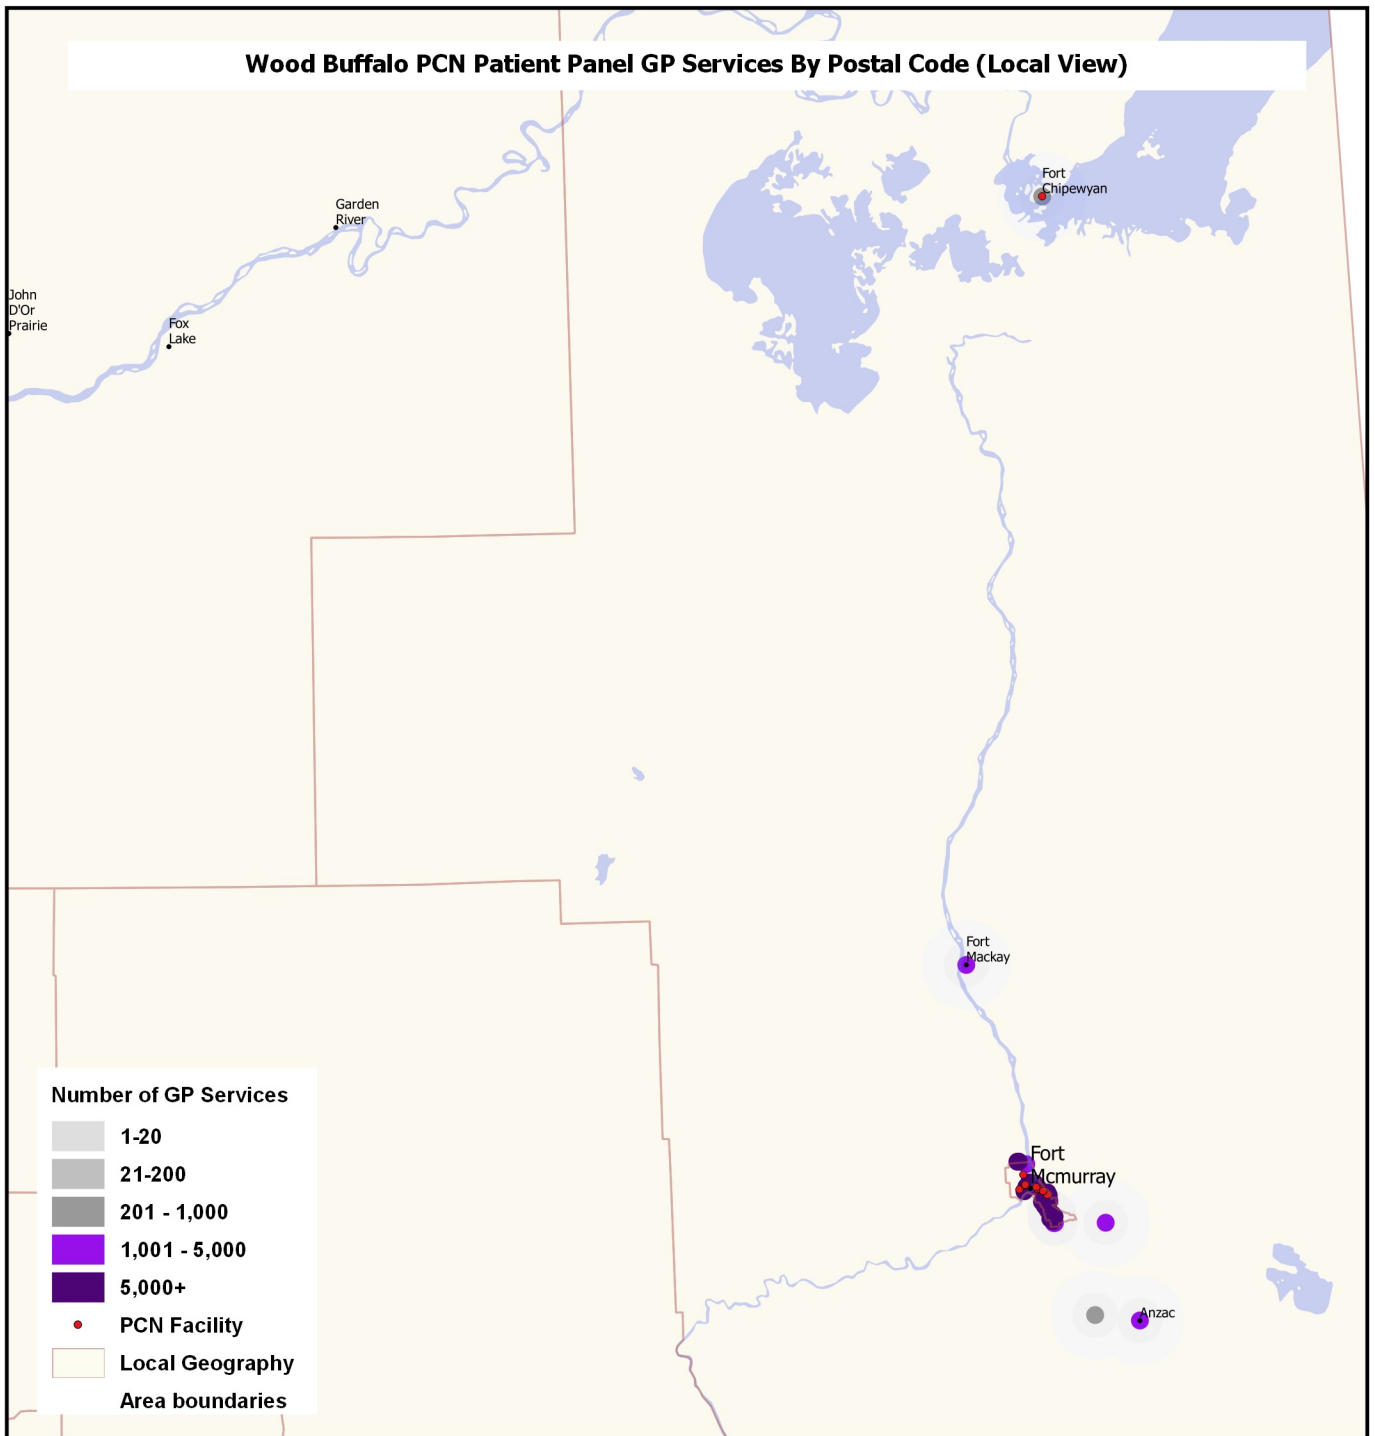 Wood Buffalo PCN Patient Panel GP Services By Postal Code (Local View)
Fort
Chipewyan
Garden
River
John
D'Or
Prairie
Fox
Lake
Fort
Mackay
Fort
Mcmurray
Anzac
Number of GP Services
1-20
21-200
201 - 1,000
1,001 - 5,000
5,000+
PCN Facility
Local Geography
Area boundaries